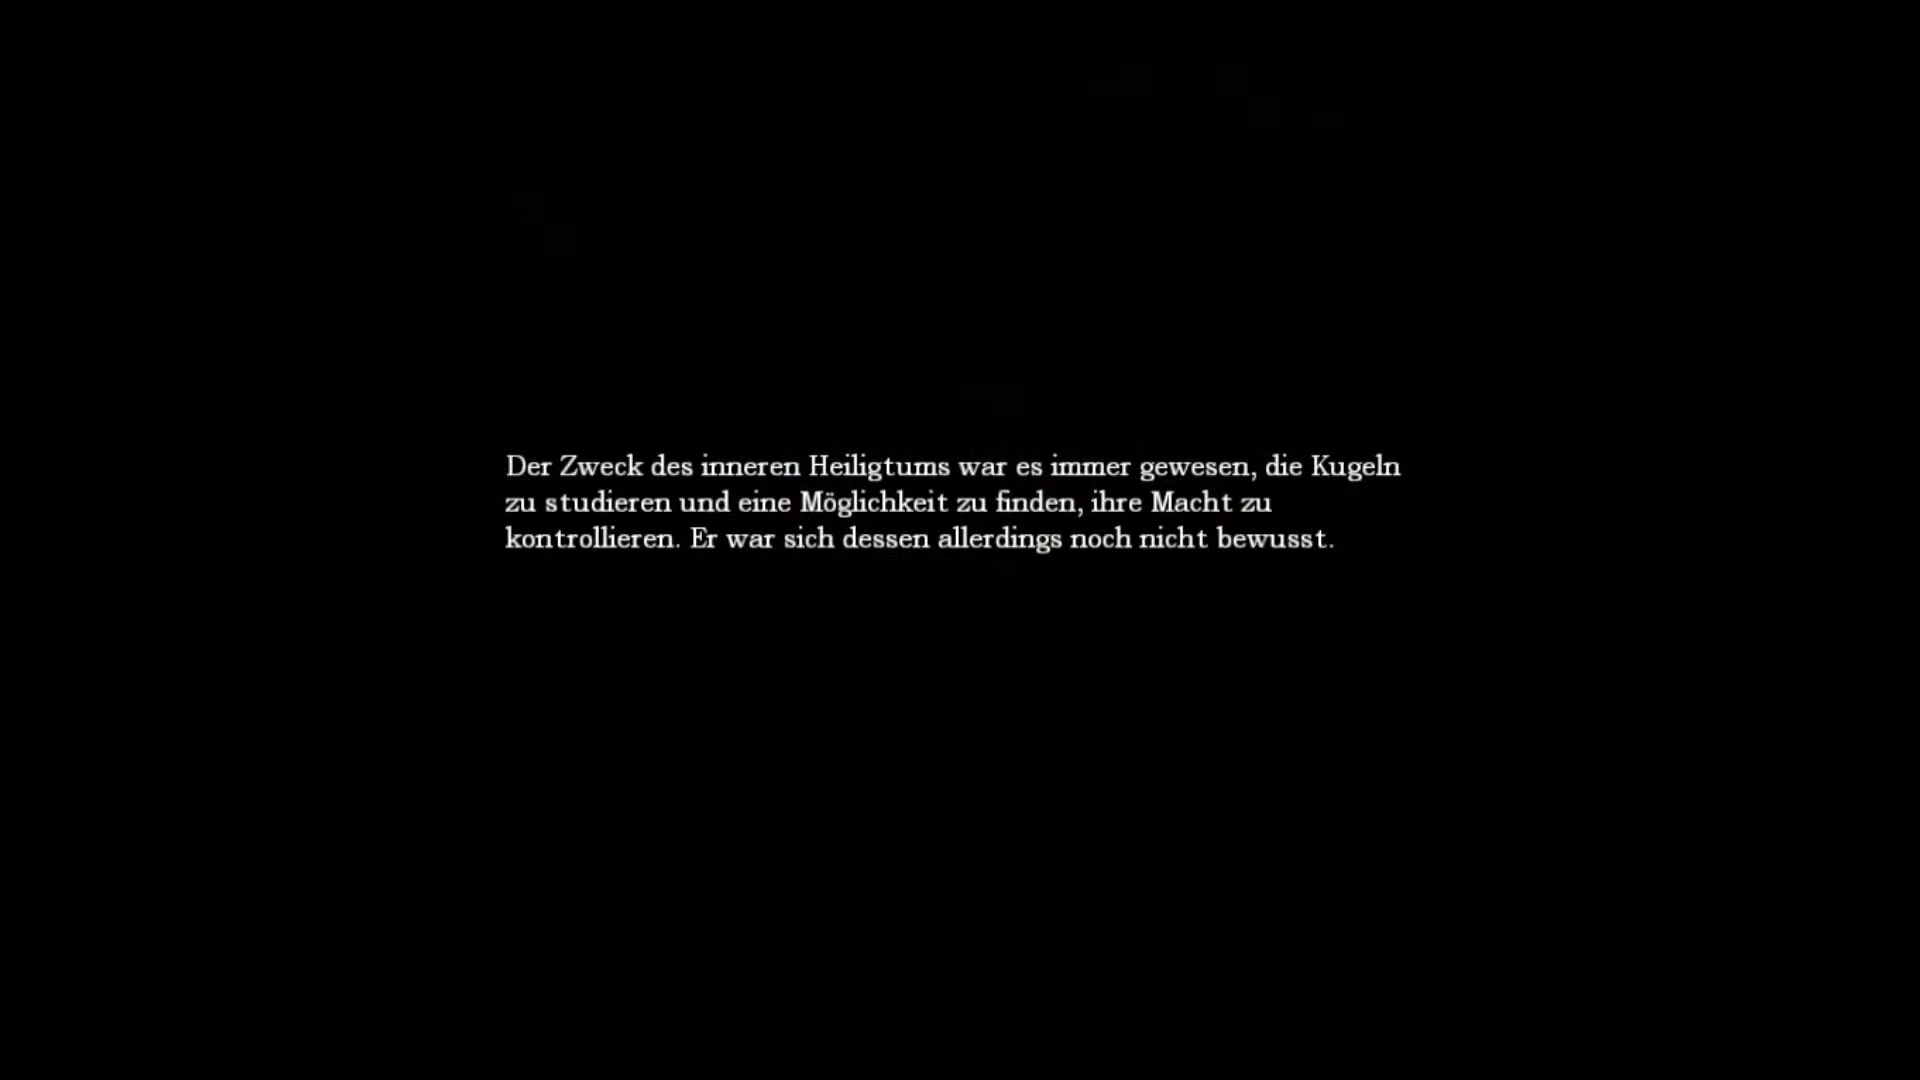 Der Zweck des inneren Heiligtums war es immer gewesen, die Kugeln
zu studieren und eine Möglichkeit zu finden, ihre Macht zu
kontrollieren. Er war sich dessen allerdings noch nicht bewusst.